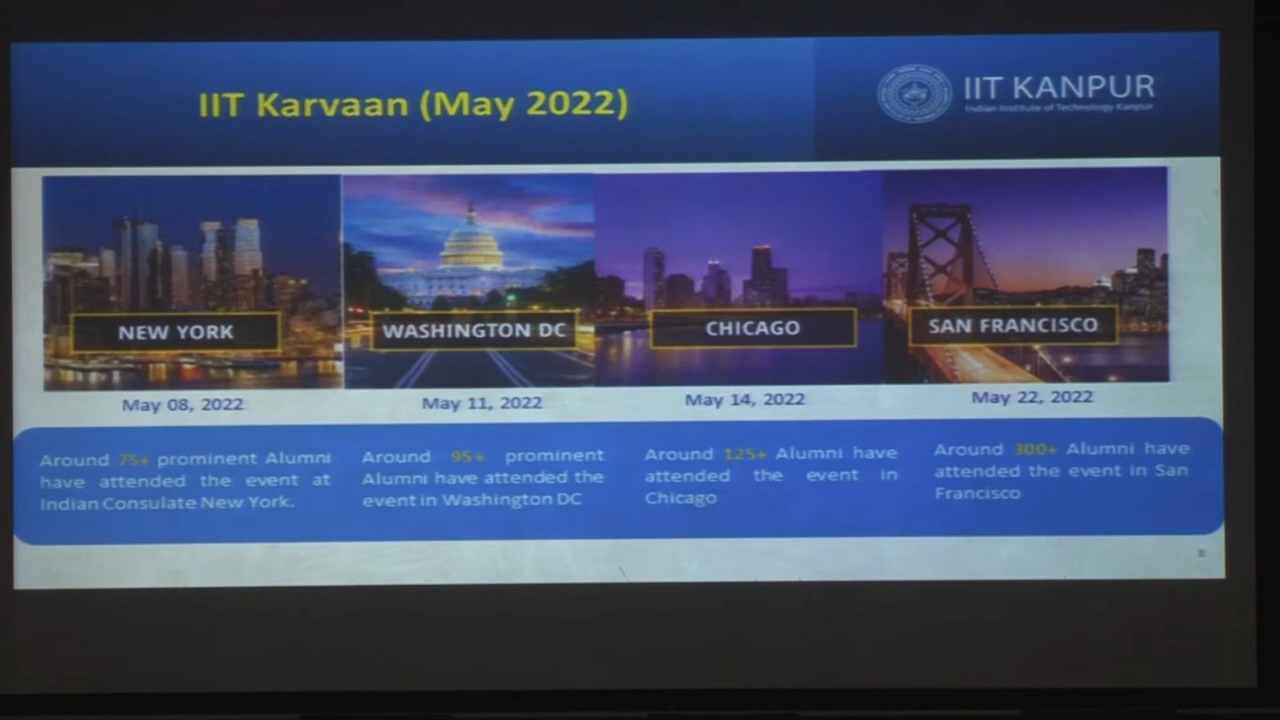 IIT Karvaan (May 2022)
IIT KANPUR
Indian Institute of Technology Kanpur
NEW YORK
WASHINGTON DC
CHICAGO
SAN FRANCISCO
May 08, 2022
May 11, 2022
May 14, 2022
May 22, 2022
Around 75+ prominent Alumni
have attended the event at
Indian Consulate New York.
Around 95+ prominent
Alumni have attended the
event in Washington DC
Around 125+ Alumni have
attended the event in
Chicago
Around 300+ Alumni have
attended the event in San
Francisco
8